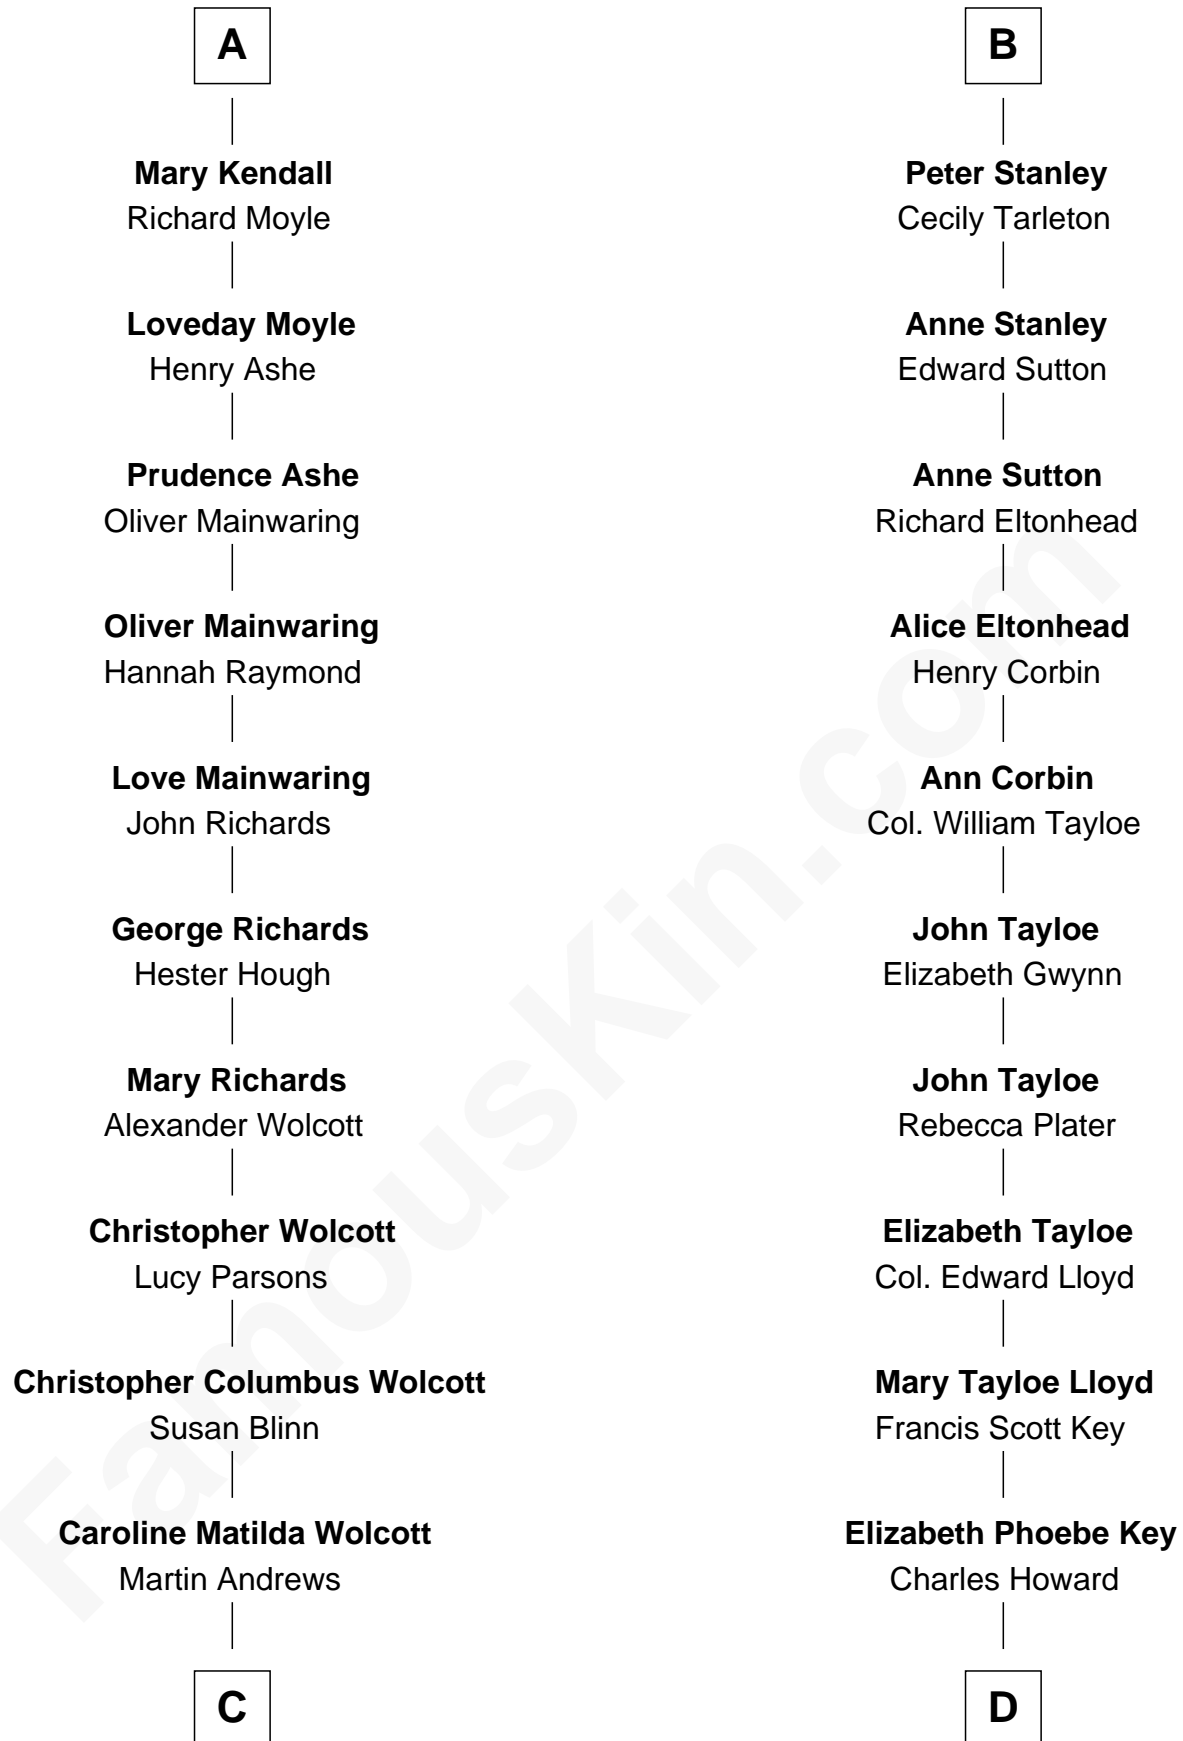 A
Mary Kendall
Richard Moyle
Loveday Moyle
Henry Ashe
Prudence Ashe
Oliver Mainwaring
Oliver Mainwaring
Hannah Raymond
Love Mainwaring
John Richards
George Richards
Hester Hough
Mary Richards
Alexander Wolcott
Christopher Wolcott
Lucy Parsons
Christopher Columbus Wolcott
Susan Blinn
Caroline Matilda Wolcott
Martin Andrews
C
B
Peter Stanley
Cecily Tarleton
Anne Stanley
Edward Sutton
Anne Sutton
Richard Eltonhead
Alice Eltonhead
Henry Corbin
Ann Corbin
Col. William Tayloe
John Tayloe
Elizabeth Gwynn
John Tayloe
Rebecca Plater
Elizabeth Tayloe
Col. Edward Lloyd
Mary Tayloe Lloyd
Francis Scott Key
Elizabeth Phoebe Key
Charles Howard
D
FamousKin.com